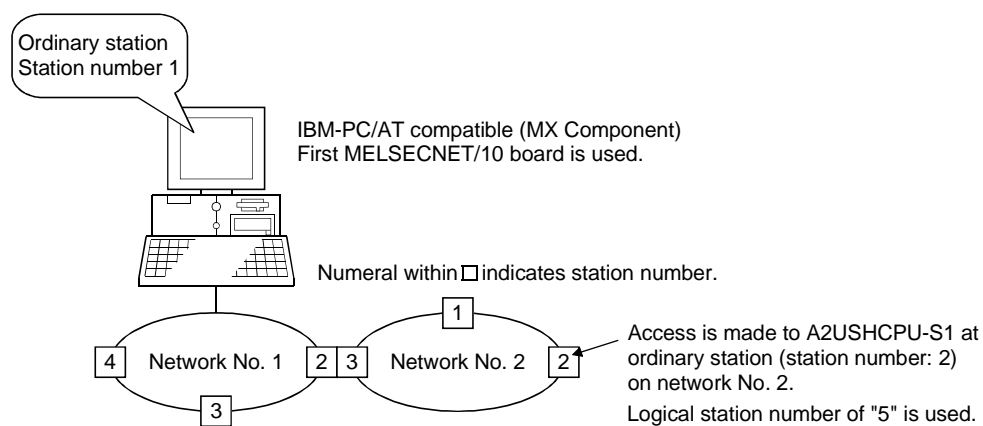 Ordinary station
Station number 1
IBM-PC/AT compatible (MX Component)
First MELSECNET/10 board is used.
Numeral within □ indicates station number.
1
4 Network No. 1 2 3 Network No. 2 2
3
Access is made to A2USHCPU-S1 at
ordinary station (station number: 2)
on network No. 2.
Logical station number of "5" is used.